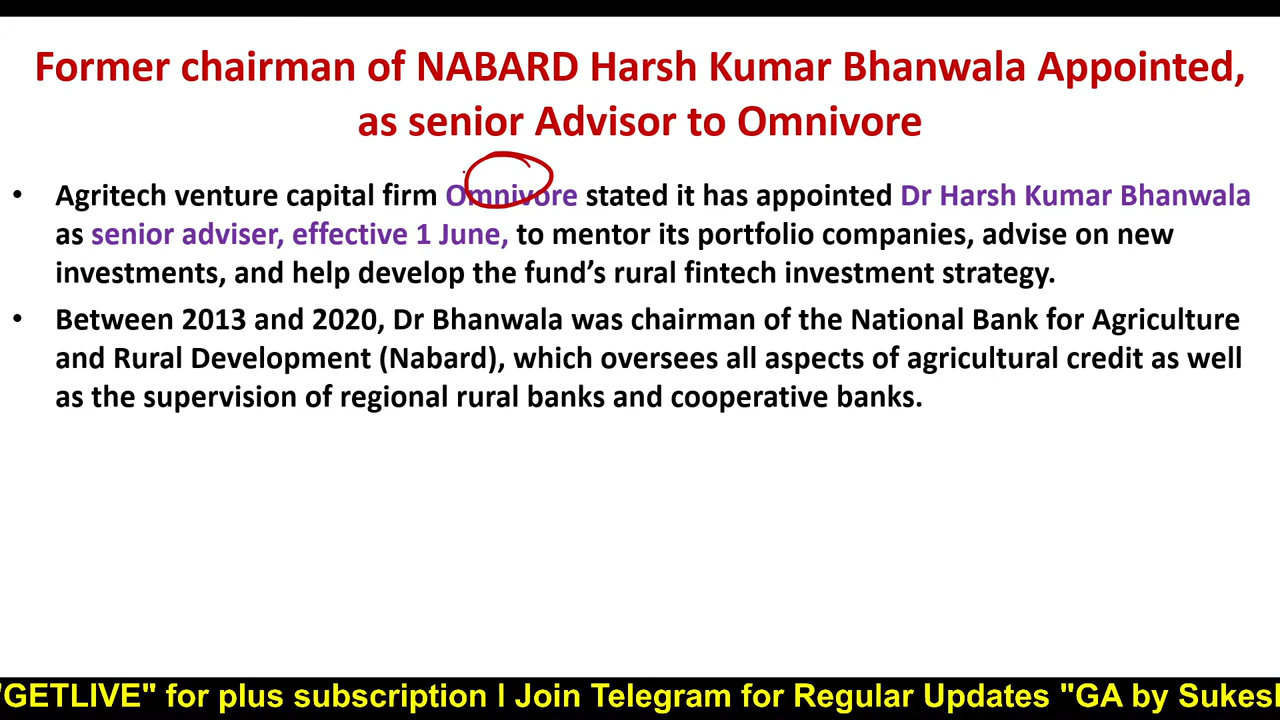 Former chairman of NABARD Harsh Kumar Bhanwala Appointed,
as senior Advisor to Omnivore
• Agritech venture capital firm Omnivore stated it has appointed Dr Harsh Kumar Bhanwala
as senior adviser, effective 1 June, to mentor its portfolio companies, advise on new
investments, and help develop the fund’s rural fintech investment strategy.
• Between 2013 and 2020, Dr Bhanwala was chairman of the National Bank for Agriculture
and Rural Development (Nabard), which oversees all aspects of agricultural credit as well
as the supervision of regional rural banks and cooperative banks.
"GETLIVE" for plus subscription l Join Telegram for Regular Updates "GA by Sukesh